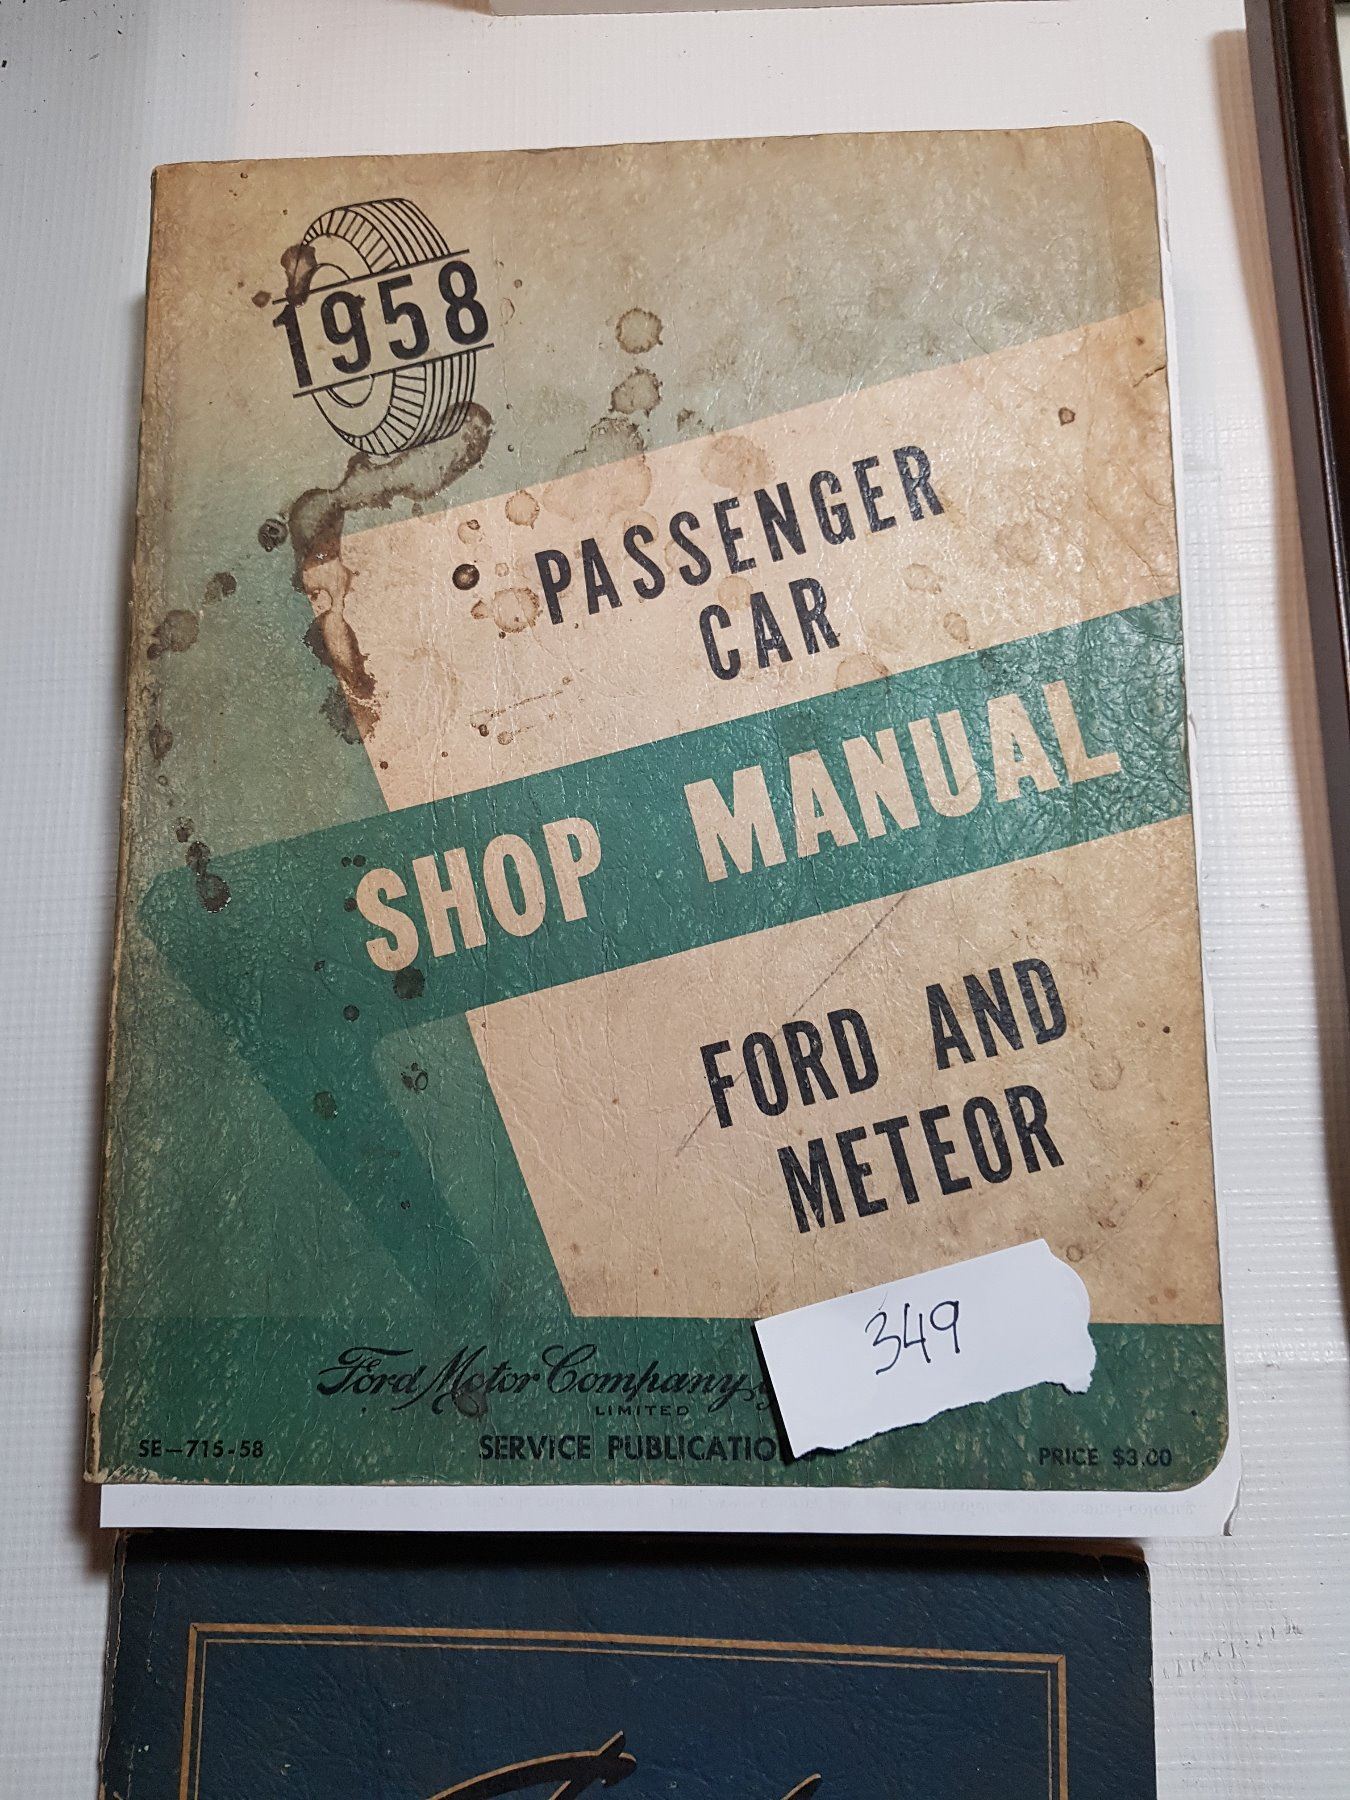 1958
PASSENGER
CAR
SHOP MANUAL
FORD AND
METEOR
349
Ford Motor Company
LIMITED
SE-715-58
SERVICE
PRICE $3.00